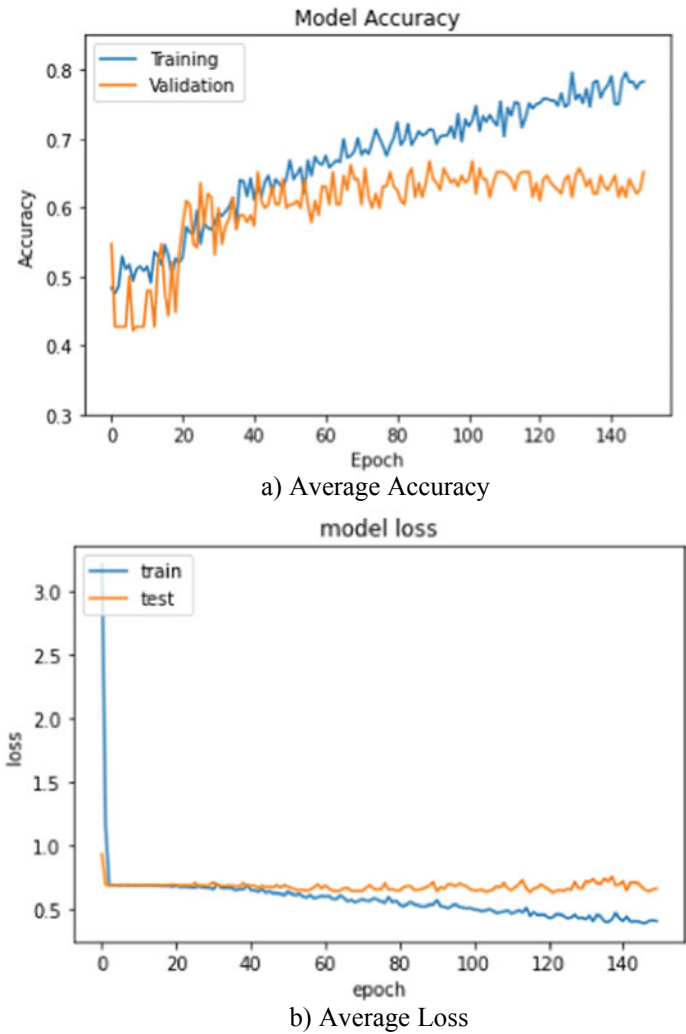 Model Accuracy
Training
Validation
0.8
0.7
0.6
0.5
0.4
0.3
Accuracy
0 20 40 60 80 100 120 140
Epoch
a) Average Accuracy
model loss
train
test
3.0
2.5
2.0
1.5
1.0
0.5
loss
0 20 40 60 80 100 120 140
epoch
b) Average Loss